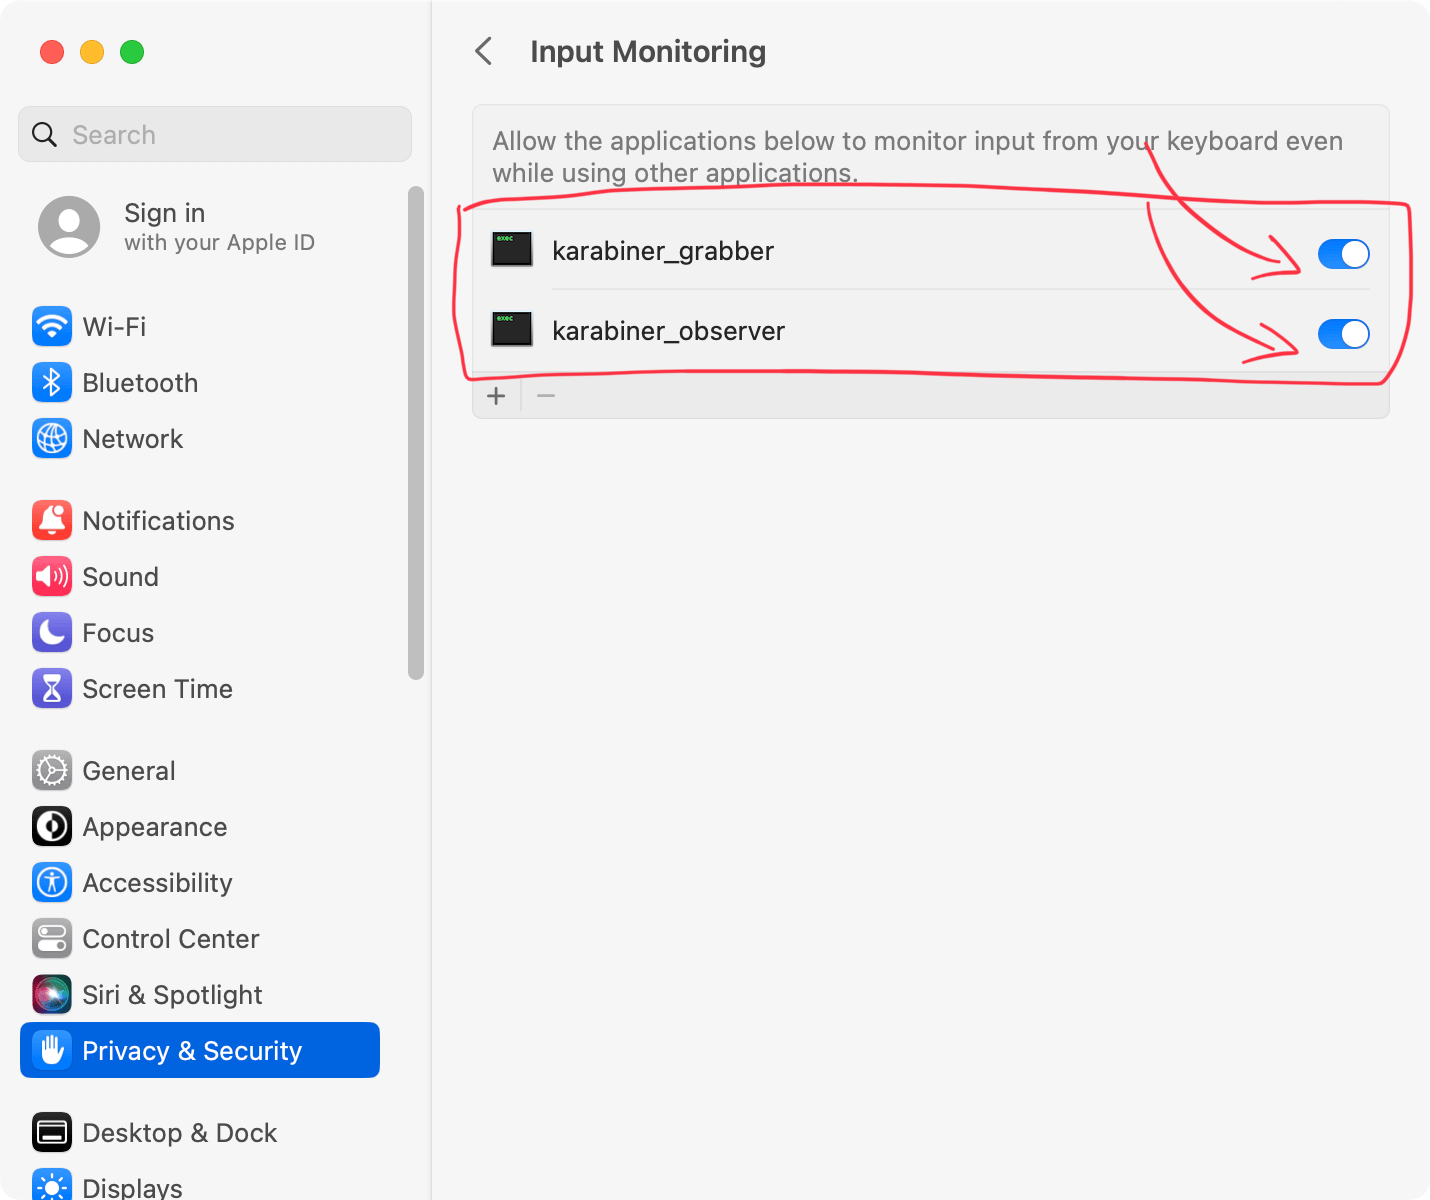 Input Monitoring
Search
Allow the applications below to monitor input from your keyboard even
while using other applications.
Sign in
with your Apple ID
exec
karabiner_grabber
exec
karabiner_observer
Wi-Fi
Bluetooth
Network
Notifications
Sound
Focus
Screen Time
General
Appearance
Accessibility
Control Center
Siri & Spotlight
Privacy & Security
Desktop & Dock
Displays